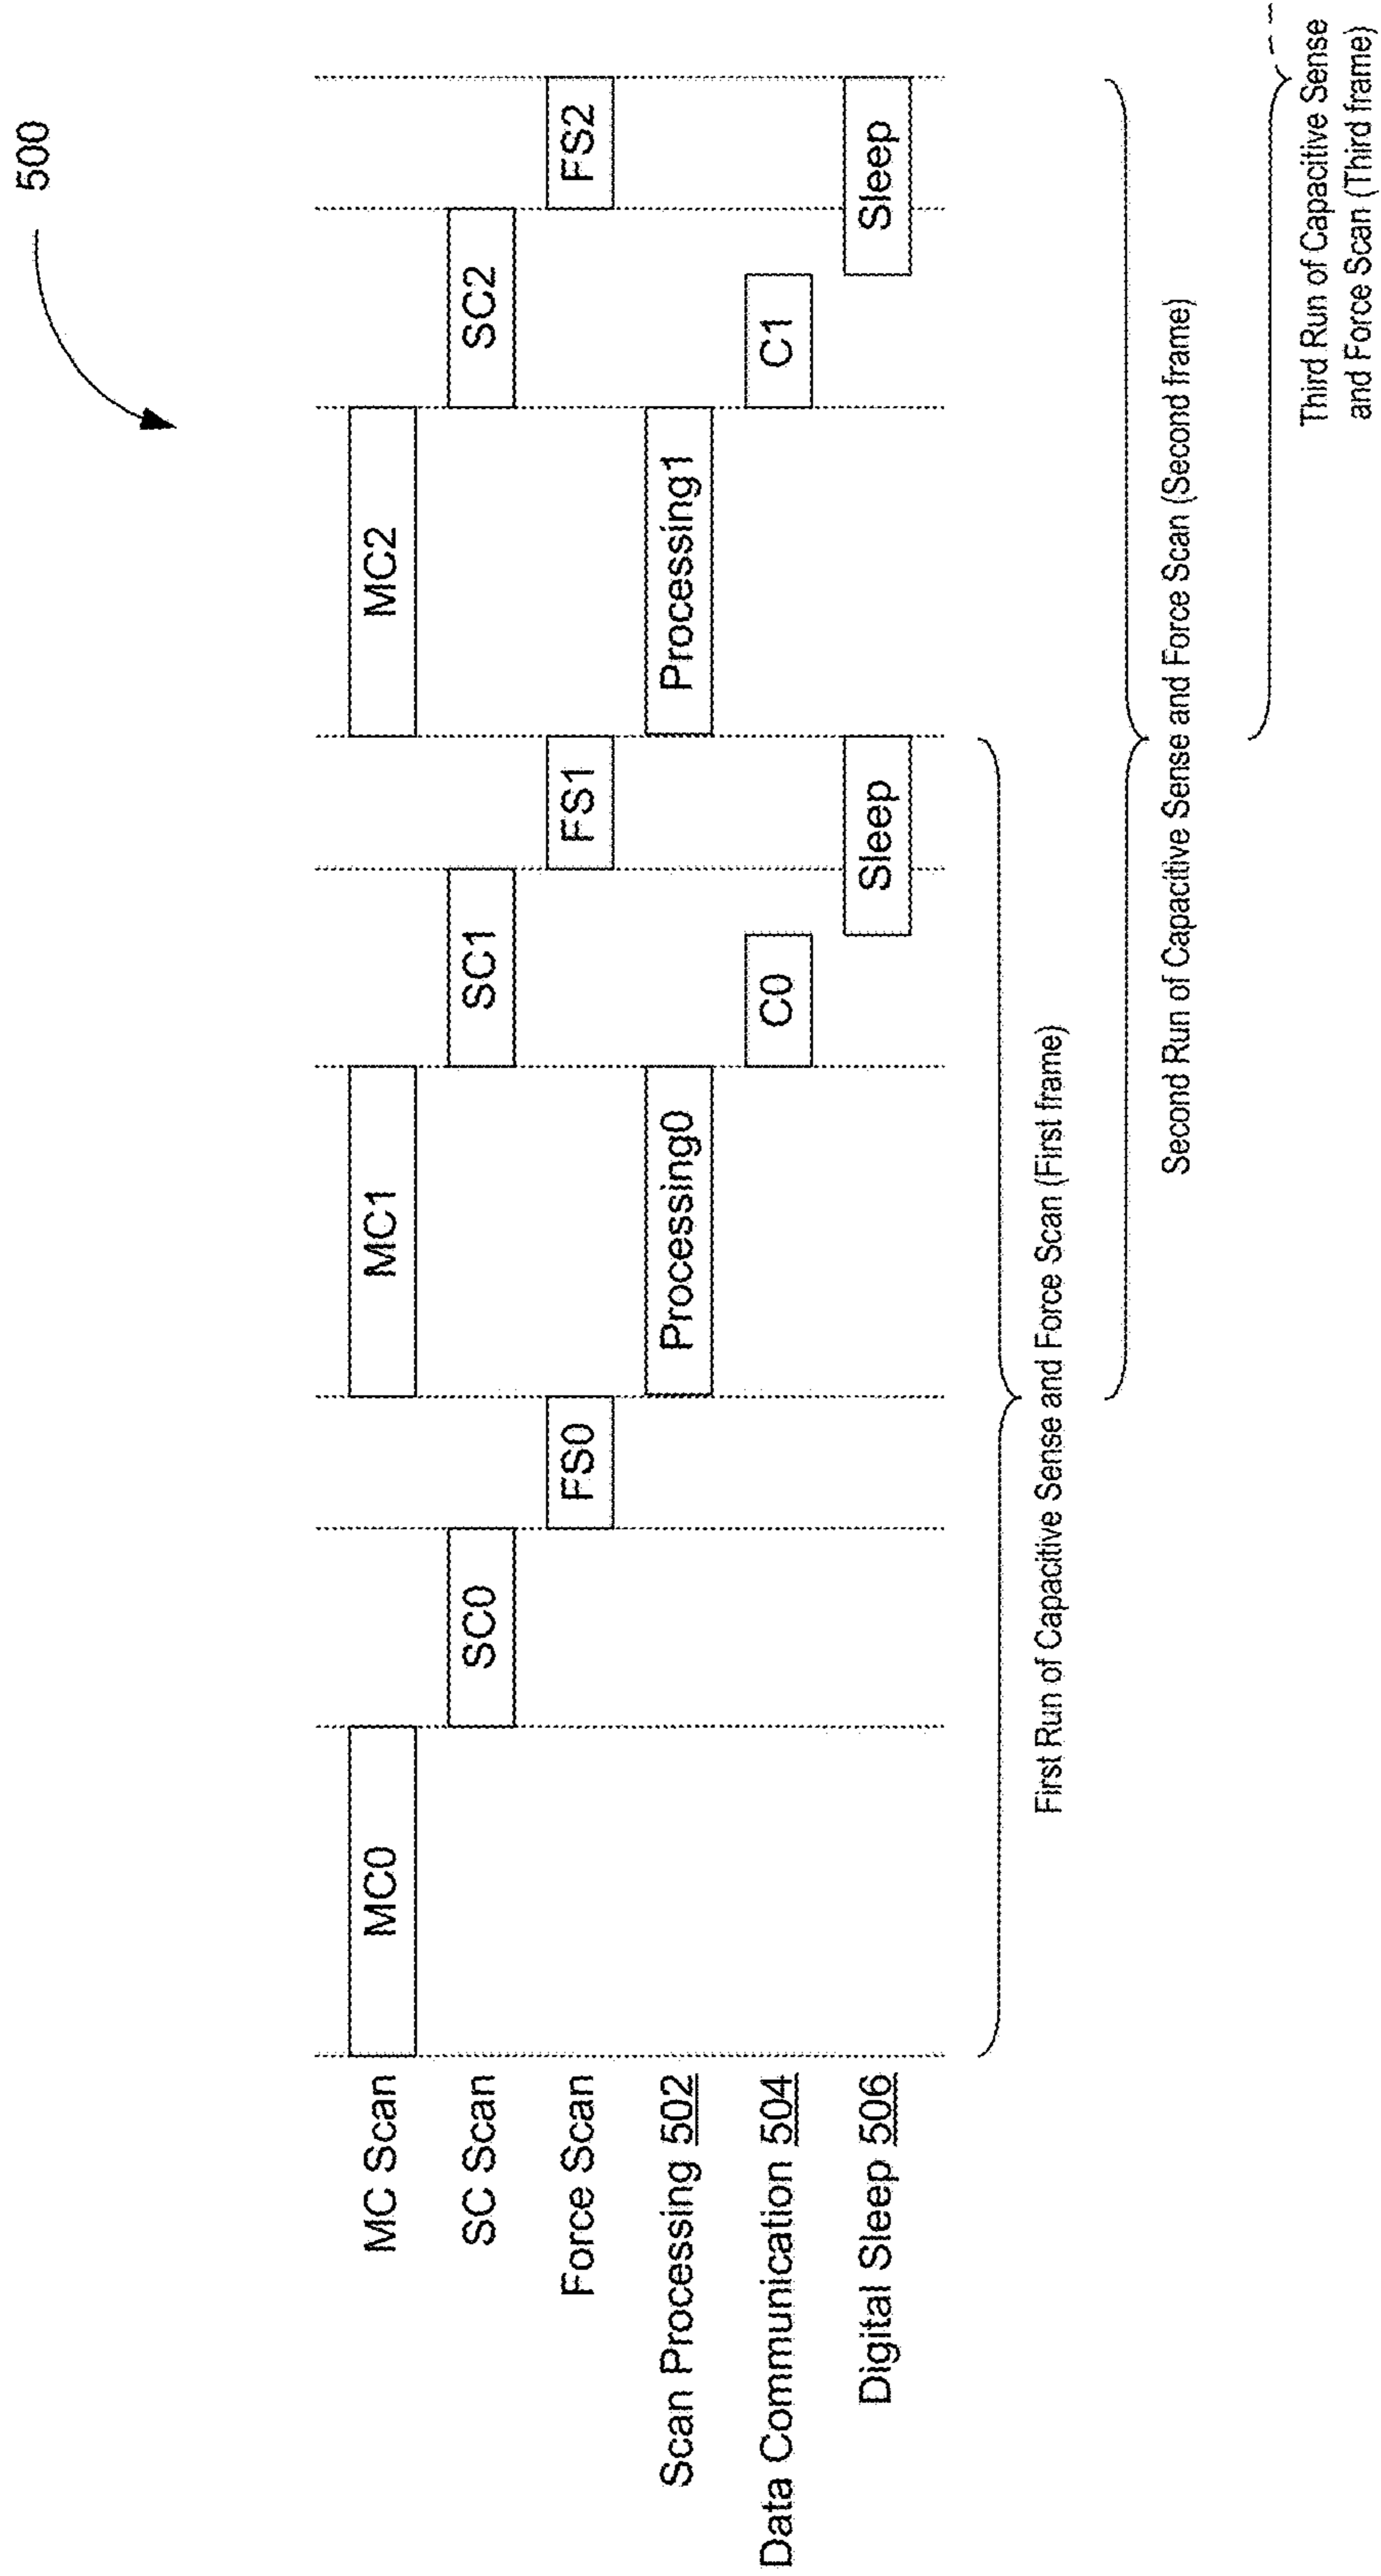 500
MC Scan
MC0
MC1
MC2
SC Scan
SC0
SC1
SC2
Force Scan
FS0
FS1
FS2
Scan Processing 502
Processing0
Processing1
Data Communication 504
C0
C1
Digital Sleep 506
Sleep
Sleep
First Run of Capacitive Sense and Force Scan (First frame)
Second Run of Capacitive Sense and Force Scan (Second frame)
Third Run of Capacitive Sense
and Force Scan (Third frame)